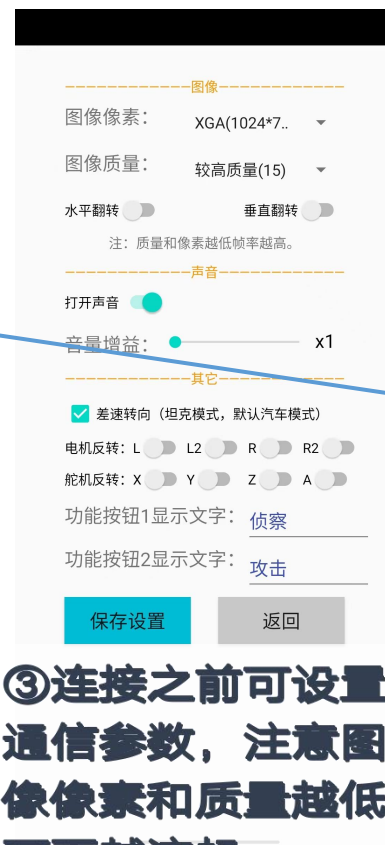 图像
图像像素： XGA(1024*7..
图像质量： 较高质量(15)
水平翻转 垂直翻转
注：质量和像素越低帧率越高。
声音
打开声音
音量增益： x1
其它
差速转向（坦克模式，默认汽车模式）
电机反转：L L2 R R2
舵机反转：X Y Z A
功能按钮1显示文字： 侦察
功能按钮2显示文字： 攻击
保存设置 返回
③连接之前可设置
通信参数，注意图
像像素和质量越低